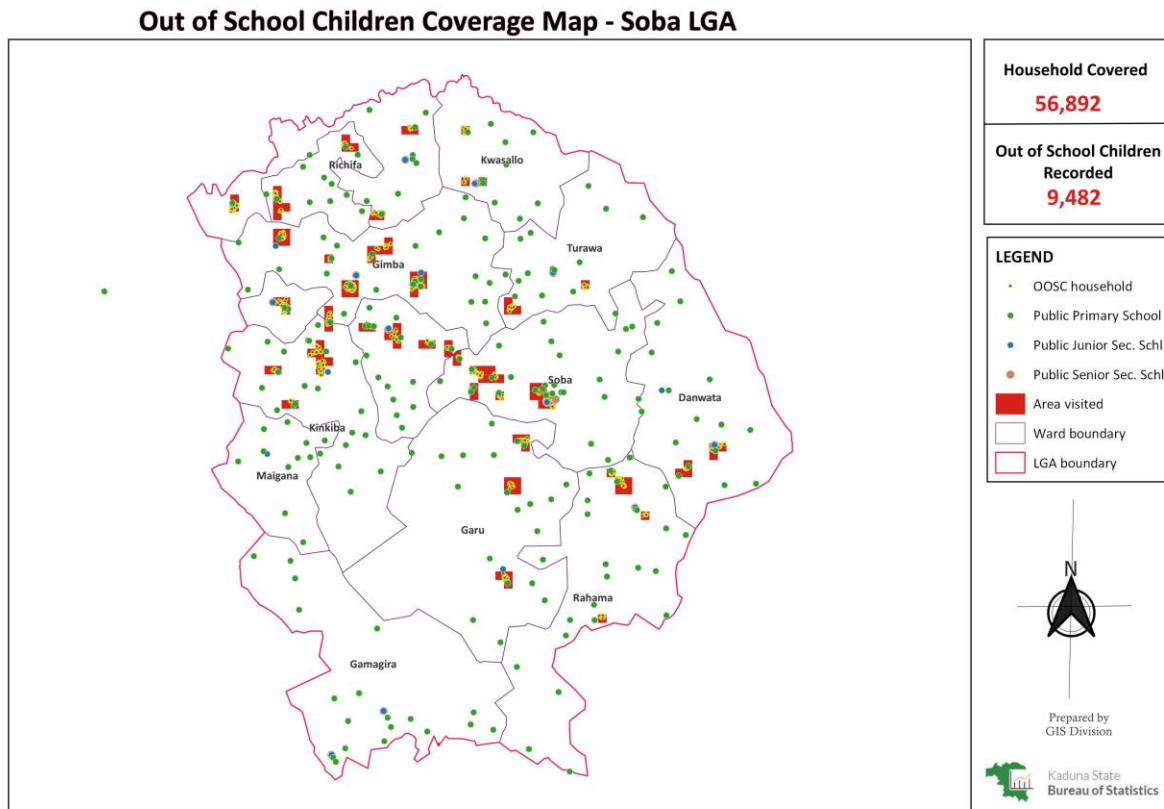 Out of School Children Coverage Map - Soba LGA
Household Covered
56,892
Out of School Children
Recorded
9,482
LEGEND
OOSC household
Public Primary School
Public Junior Sec. Schl
Public Senior Sec. Schl
Area visited
Ward boundary
LGA boundary
Richifa
Kwasallo
Turawa
Gimba
Soba
Danwata
Kinkiba
Maigana
Garu
Rahama
Gamagira
N
Prepared by
GIS Division
Kaduna State
Bureau of Statistics